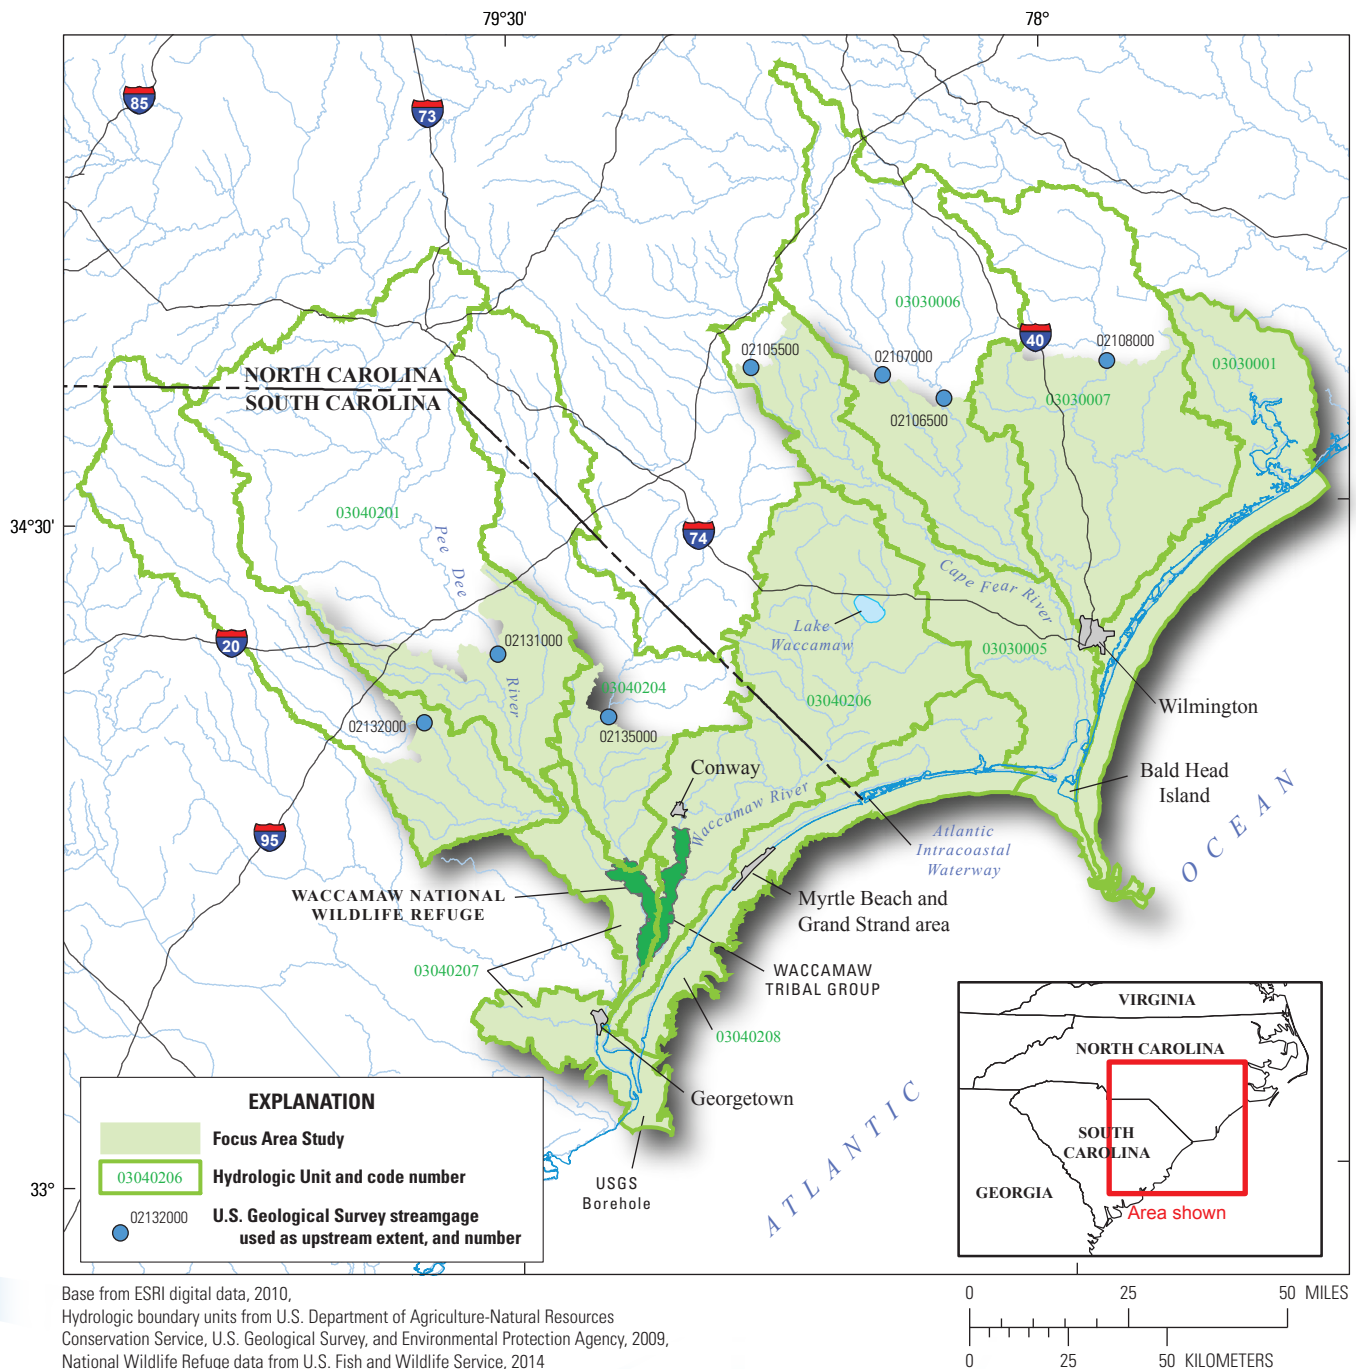 79°30'
78°
85
73
03030006
40
02108000
02105500
02107000
03030001
NORTH CAROLINA
SOUTH CAROLINA
03030007
02106500
03040201
34°30'
Pee Dee
74
Cape Fear River
Lake
Waccamaw
20
02131000
03030005
River
03040204
03040206
Wilmington
02132000
02135000
Conway
Bald Head
Island
Waccamaw River
95
Atlantic
Intracoastal
Waterway
OCEAN
WACCAMAW NATIONAL
WILDLIFE REFUGE
Myrtle Beach and
Grand Strand area
03040207
WACCAMAW
TRIBAL GROUP
03040208
Georgetown
ATLANTIC
USGS
Borehole
33°
EXPLANATION
Focus Area Study
03040206
Hydrologic Unit and code number
02132000
U.S. Geological Survey streamgage
used as upstream extent, and number
VIRGINIA
NORTH CAROLINA
SOUTH
CAROLINA
GEORGIA
Area shown
Base from ESRI digital data, 2010,
Hydrologic boundary units from U.S. Department of Agriculture-Natural Resources
Conservation Service, U.S. Geological Survey, and Environmental Protection Agency, 2009,
National Wildlife Refuge data from U.S. Fish and Wildlife Service, 2014
0 25 50 MILES
0 25 50 KILOMETERS